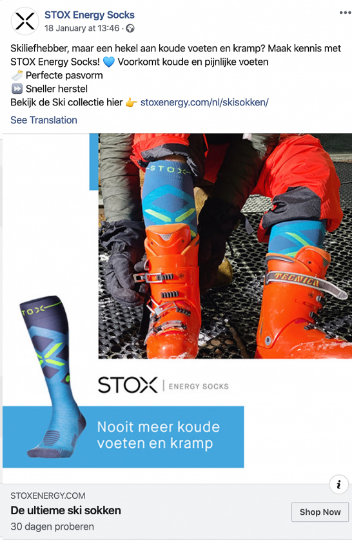 STOX Energy Socks
18 January at 13:46 ·
Skiliefhebber, maar een hekel aan koude voeten en kramp? Maak kennis met
STOX Energy Socks! 💙 Voorkomt koude en pijnlijke voeten
🧦 Perfecte pasvorm
⏩ Sneller herstel
Bekijk de Ski collectie hier 👉 stoxenergy.com/nl/skisokken/
See Translation
STOX
TECNICA
STOX
STOX | ENERGY SOCKS
Nooit meer koude
voeten en kramp
STOXENERGY.COM
De ultieme ski sokken
30 dagen proberen
Shop Now